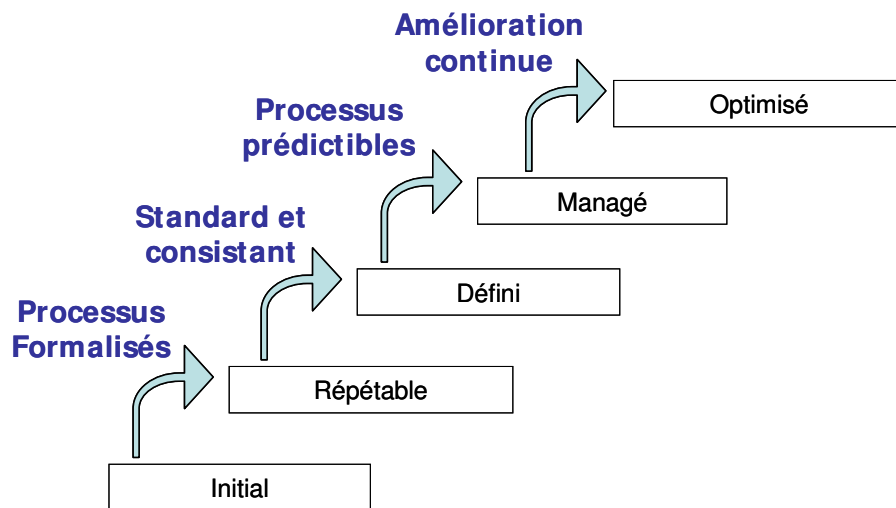 Amélioration
continue
Optimisé
Processus
prédictibles
Managé
Standard et
consistant
Défini
Processus
Formalisés
Répétable
Initial